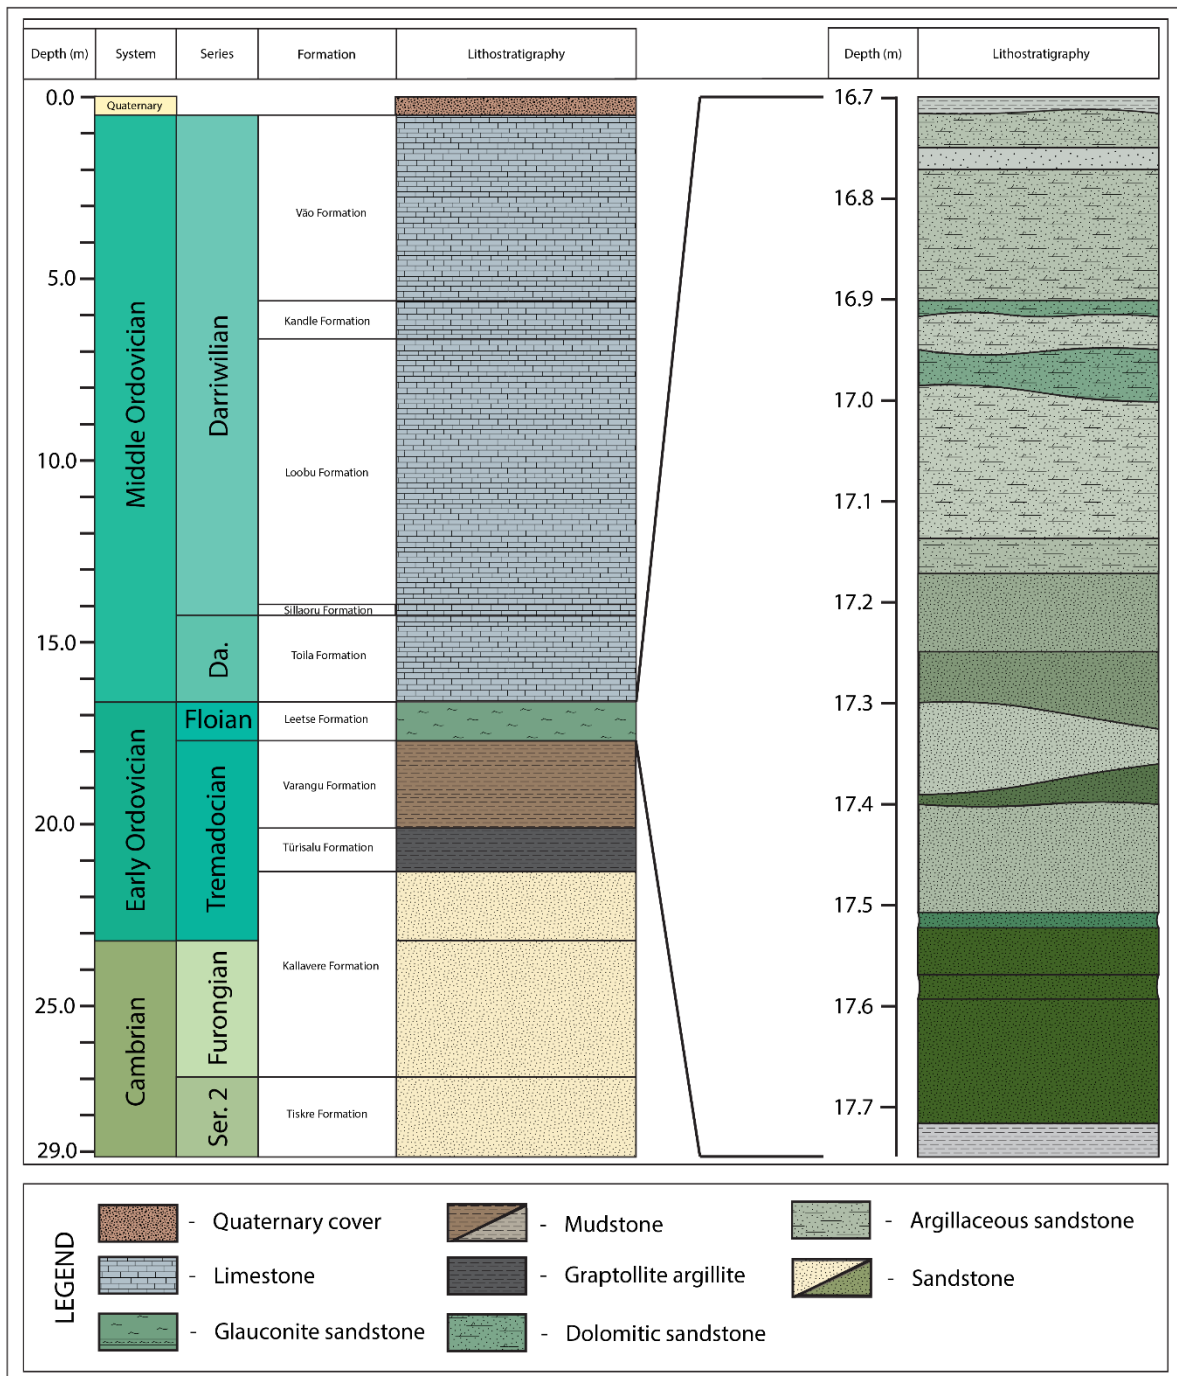 Depth (m) System Series Formation Lithostratigraphy Depth (m) Lithostratigraphy
0.0
Quaternary
5.0
10.0
15.0
20.0
25.0
29.0
Middle Ordovician
Early Ordovician
Cambrian
Darriwilian
Da.
Floian
Tremadocian
Furongian
Ser. 2
Väo Formation
Kandle Formation
Loobu Formation
Sillaoru Formation
Toila Formation
Leetse Formation
Varangu Formation
Türisalu Formation
Kallavere Formation
Tiskre Formation
16.7
16.8
16.9
17.0
17.1
17.2
17.3
17.4
17.5
17.6
17.7
LEGEND
- Quaternary cover
- Limestone
- Glauconite sandstone
- Mudstone
- Graptollite argillite
- Dolomitic sandstone
- Argillaceous sandstone
- Sandstone